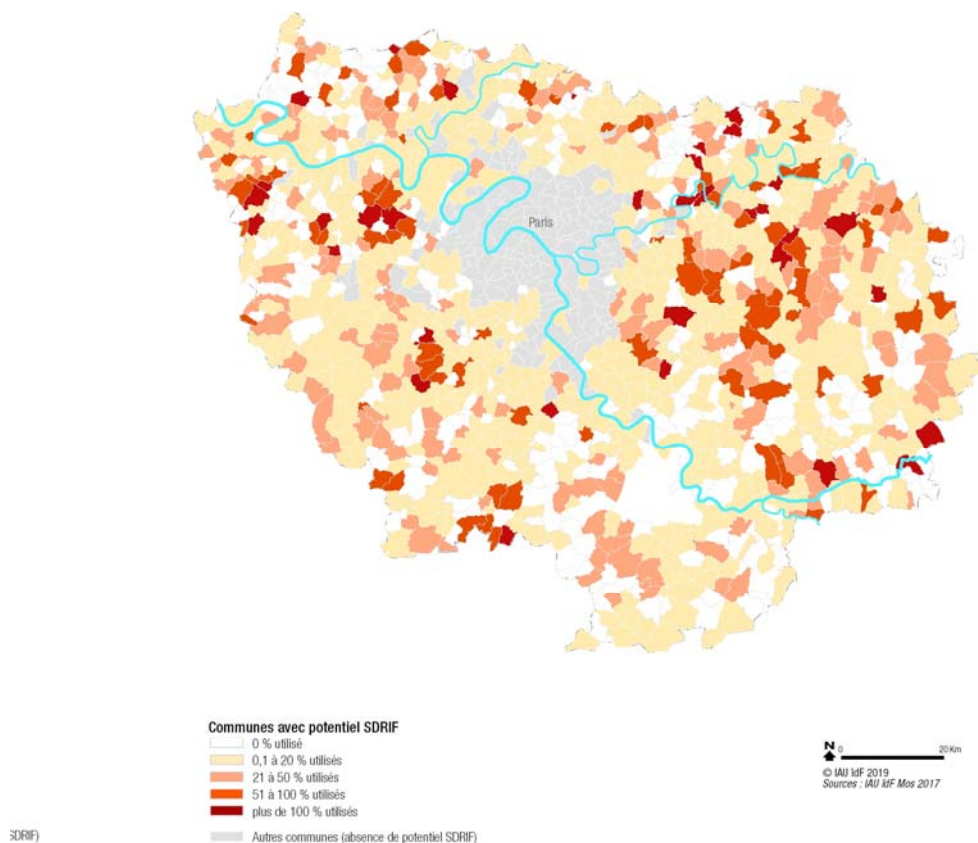 Paris
Communes avec potentiel SDRIF
0 % utilisé
0,1 à 20 % utilisés
21 à 50 % utilisés
51 à 100 % utilisés
plus de 100 % utilisés
Autres communes (absence de potentiel SDRIF)
N 0 20 Km
© IAU îdF 2019
Sources : IAU îdF Mos 2017
SDRIF)